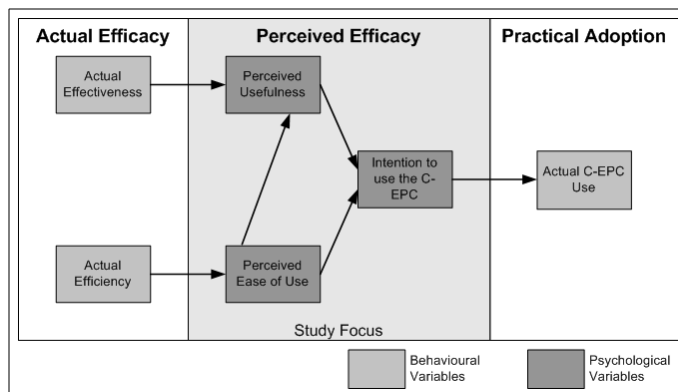 Actual Efficacy
Perceived Efficacy
Practical Adoption
Actual
Effectiveness
Perceived
Usefulness
Intention to
use the C-
EPC
Actual C-EPC
Use
Actual
Efficiency
Perceived
Ease of Use
Study Focus
Behavioural
Variables
Psychological
Variables